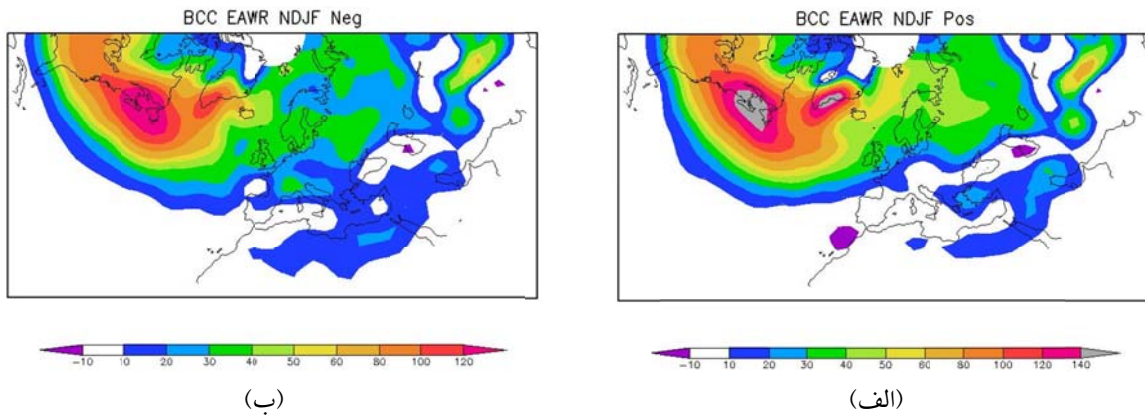 BCC EAWR NDJF Neg
BCC EAWR NDJF Pos
-10 10 20 30 40 50 60 80 100 120
-10 10 20 30 40 50 60 80 100 120 140
(ب)
(الف)